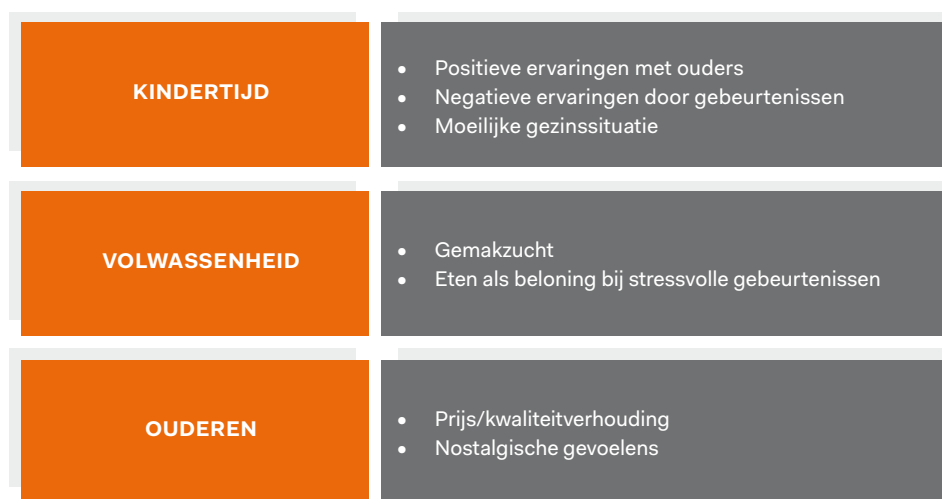 KINDERTIJD
• Positieve ervaringen met ouders
• Negatieve ervaringen door gebeurtenissen
• Moeilijke gezinssituatie
VOLWASSENHEID
• Gemakzucht
• Eten als beloning bij stressvolle gebeurtenissen
OUDEREN
• Prijs/kwaliteitverhouding
• Nostalgische gevoelens